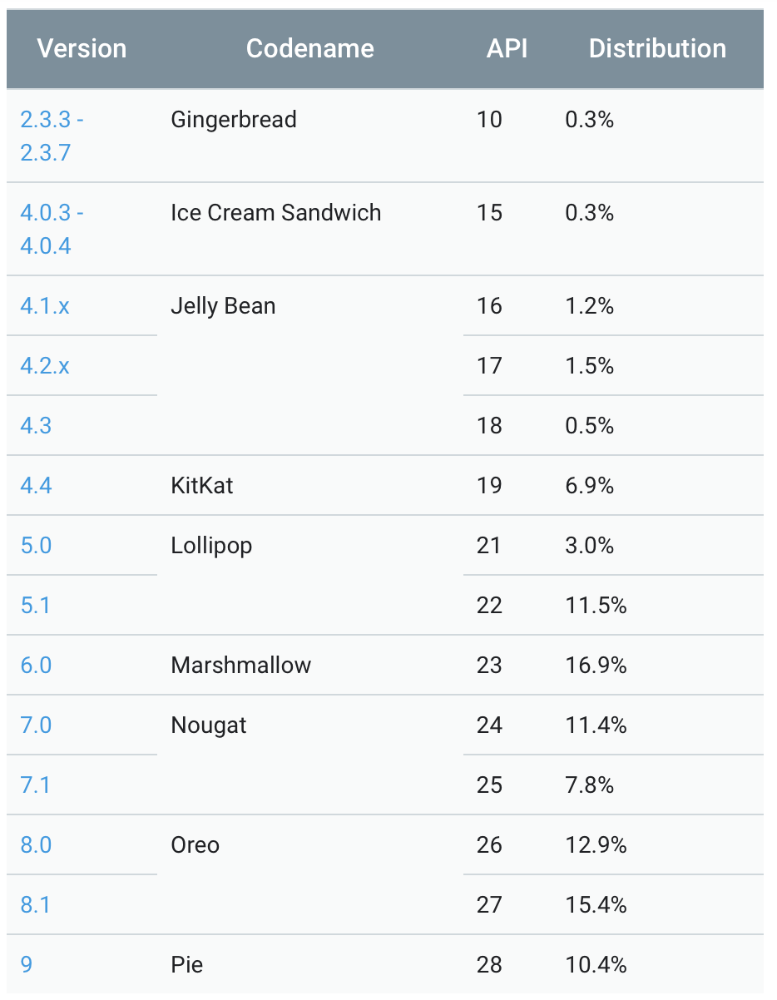 Version Codename API Distribution
2.3.3 - Gingerbread 10 0.3%
2.3.7
4.0.3 - Ice Cream Sandwich 15 0.3%
4.0.4
4.1.x Jelly Bean 16 1.2%
4.2.x 17 1.5%
4.3 18 0.5%
4.4 KitKat 19 6.9%
5.0 Lollipop 21 3.0%
5.1 22 11.5%
6.0 Marshmallow 23 16.9%
7.0 Nougat 24 11.4%
7.1 25 7.8%
8.0 Oreo 26 12.9%
8.1 27 15.4%
9 Pie 28 10.4%